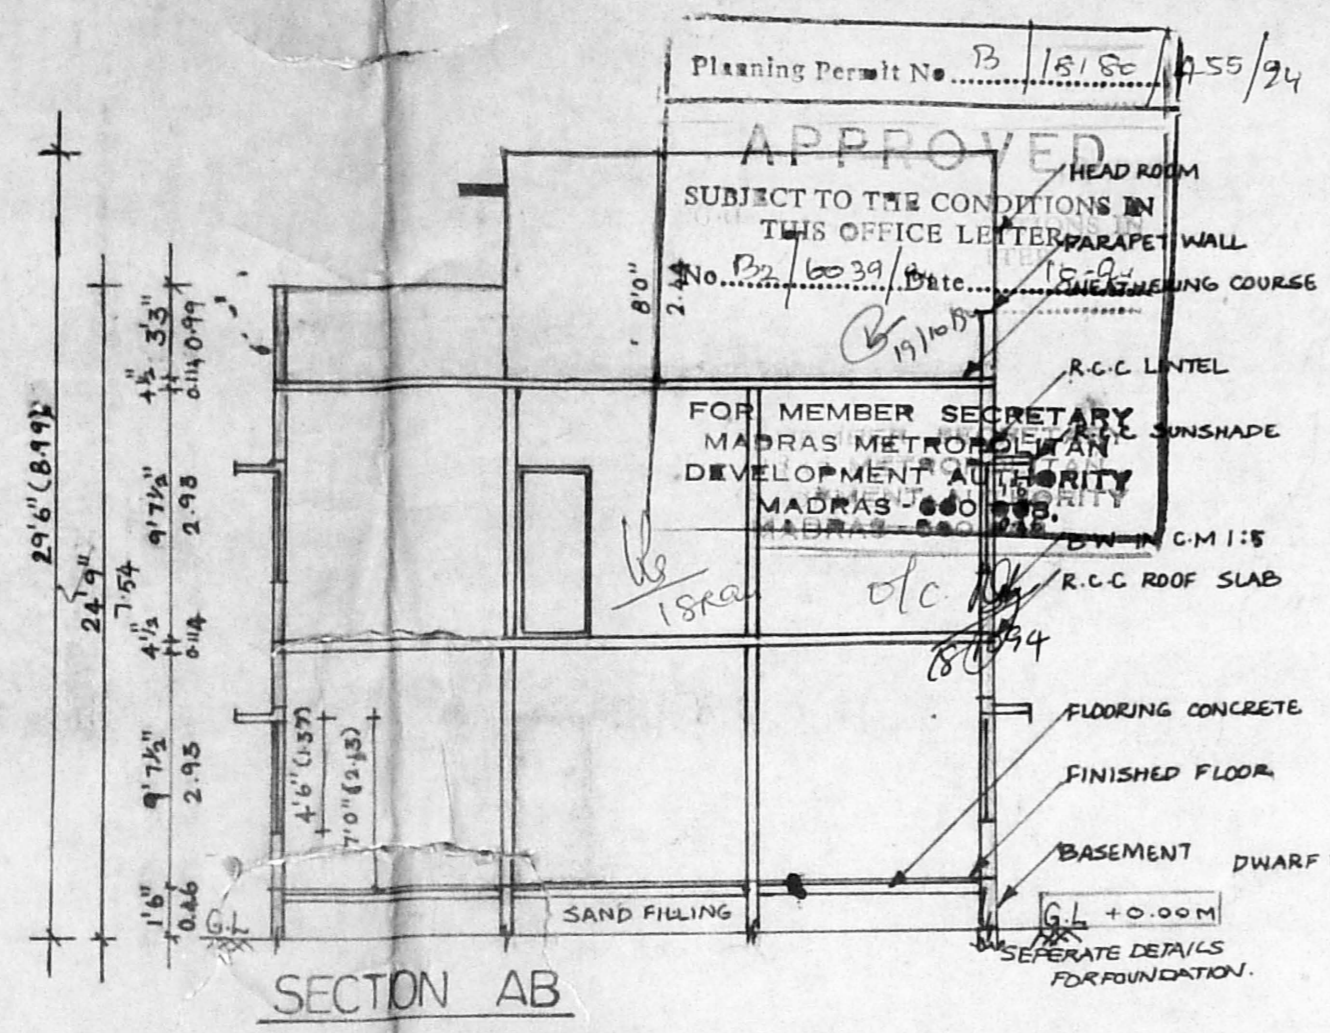 Planning Permit No. B/18180/A55/94
APPROVED
SUBJECT TO THE CONDITIONS IN
THIS OFFICE LETTER
No. B2/6039/ Date
19/10/94
FOR MEMBER SECRETARY
MADRAS METROPOLITAN
DEVELOPMENT AUTHORITY
MADRAS - 600 008.
HEAD ROOM
PARAPET WALL
WEATHERING COURSE
R.C.C LINTEL
R.C.C SUNSHADE
B.W IN C.M 1:5
R.C.C ROOF SLAB
FLOORING CONCRETE
FINISHED FLOOR
BASEMENT
DWARF
G.L +0.00M
SEPERATE DETAILS
FOR FOUNDATION.
o/c
8'0"
2.44
29'6" (8.99)
24'9"
7.54
3'3"
0.99
4½"
0.114
9'7½"
2.93
4½
0.114
9'7½"
2.93
1'6"
0.46
4'6" (1.37)
7'0" (2.13)
G.L
SAND FILLING
SECTION AB